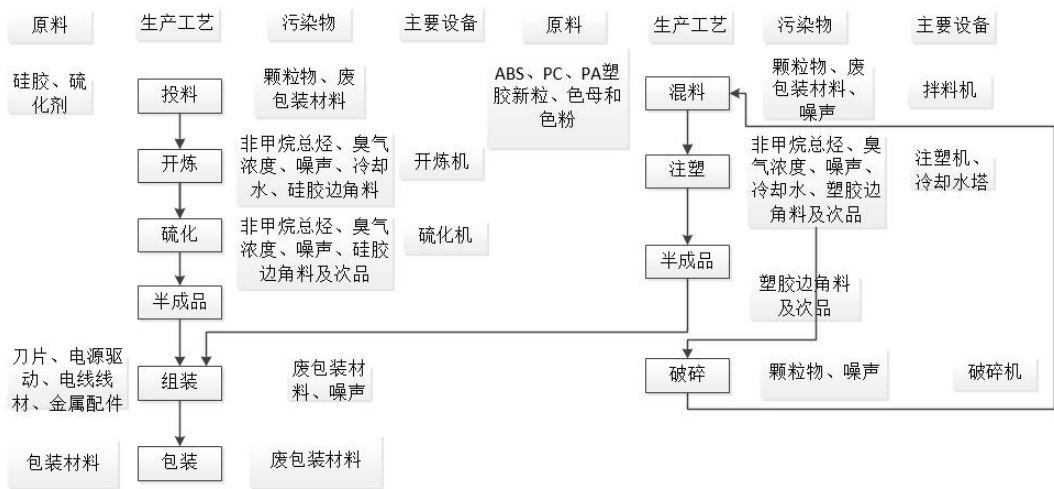 原料
生产工艺
污染物
主要设备
原料
生产工艺
污染物
主要设备
硅胶、硫
化剂
投料
颗粒物、废
包装材料
开炼
非甲烷总烃、臭气
浓度、噪声、冷却
水、硅胶边角料
开炼机
硫化
非甲烷总烃、臭气
浓度、噪声、硅胶
边角料及次品
硫化机
半成品
刀片、电源驱
动、电线线
材、金属配件
组装
废包装材
料、噪声
包装材料
包装
废包装材料
ABS、PC、PA塑
胶新粒、色母和
色粉
混料
颗粒物、废
包装材料、
噪声
拌料机
注塑
非甲烷总烃、臭
气浓度、噪声、
冷却水、塑胶边
角料及次品
注塑机、
冷却水塔
半成品
塑胶边角料
及次品
破碎
颗粒物、噪声
破碎机